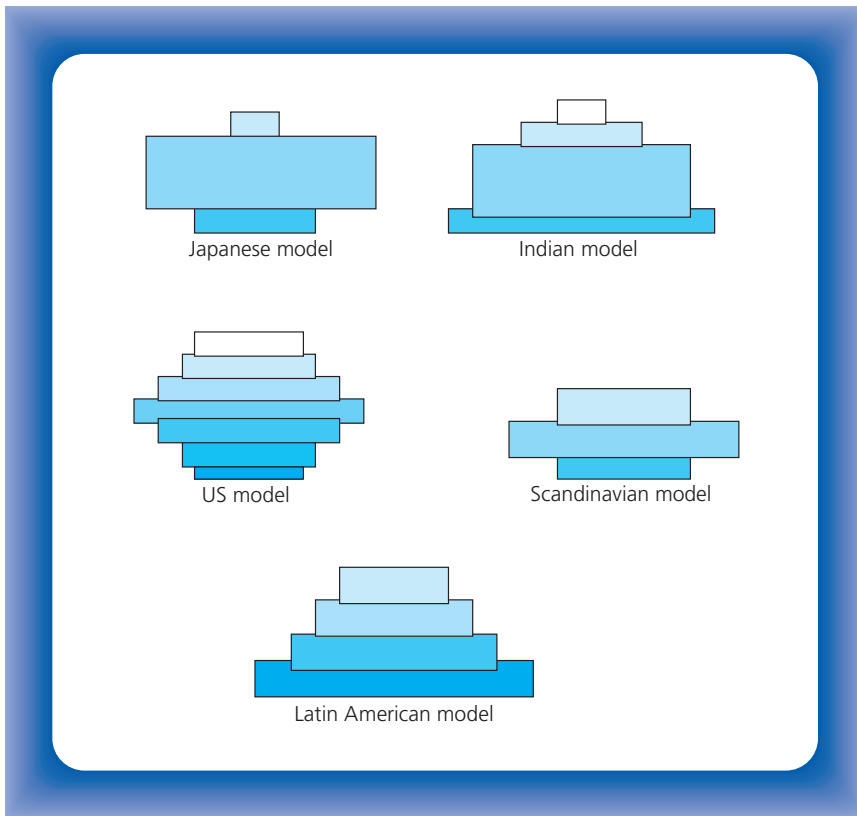 Japanese model
Indian model
US model
Scandinavian model
Latin American model